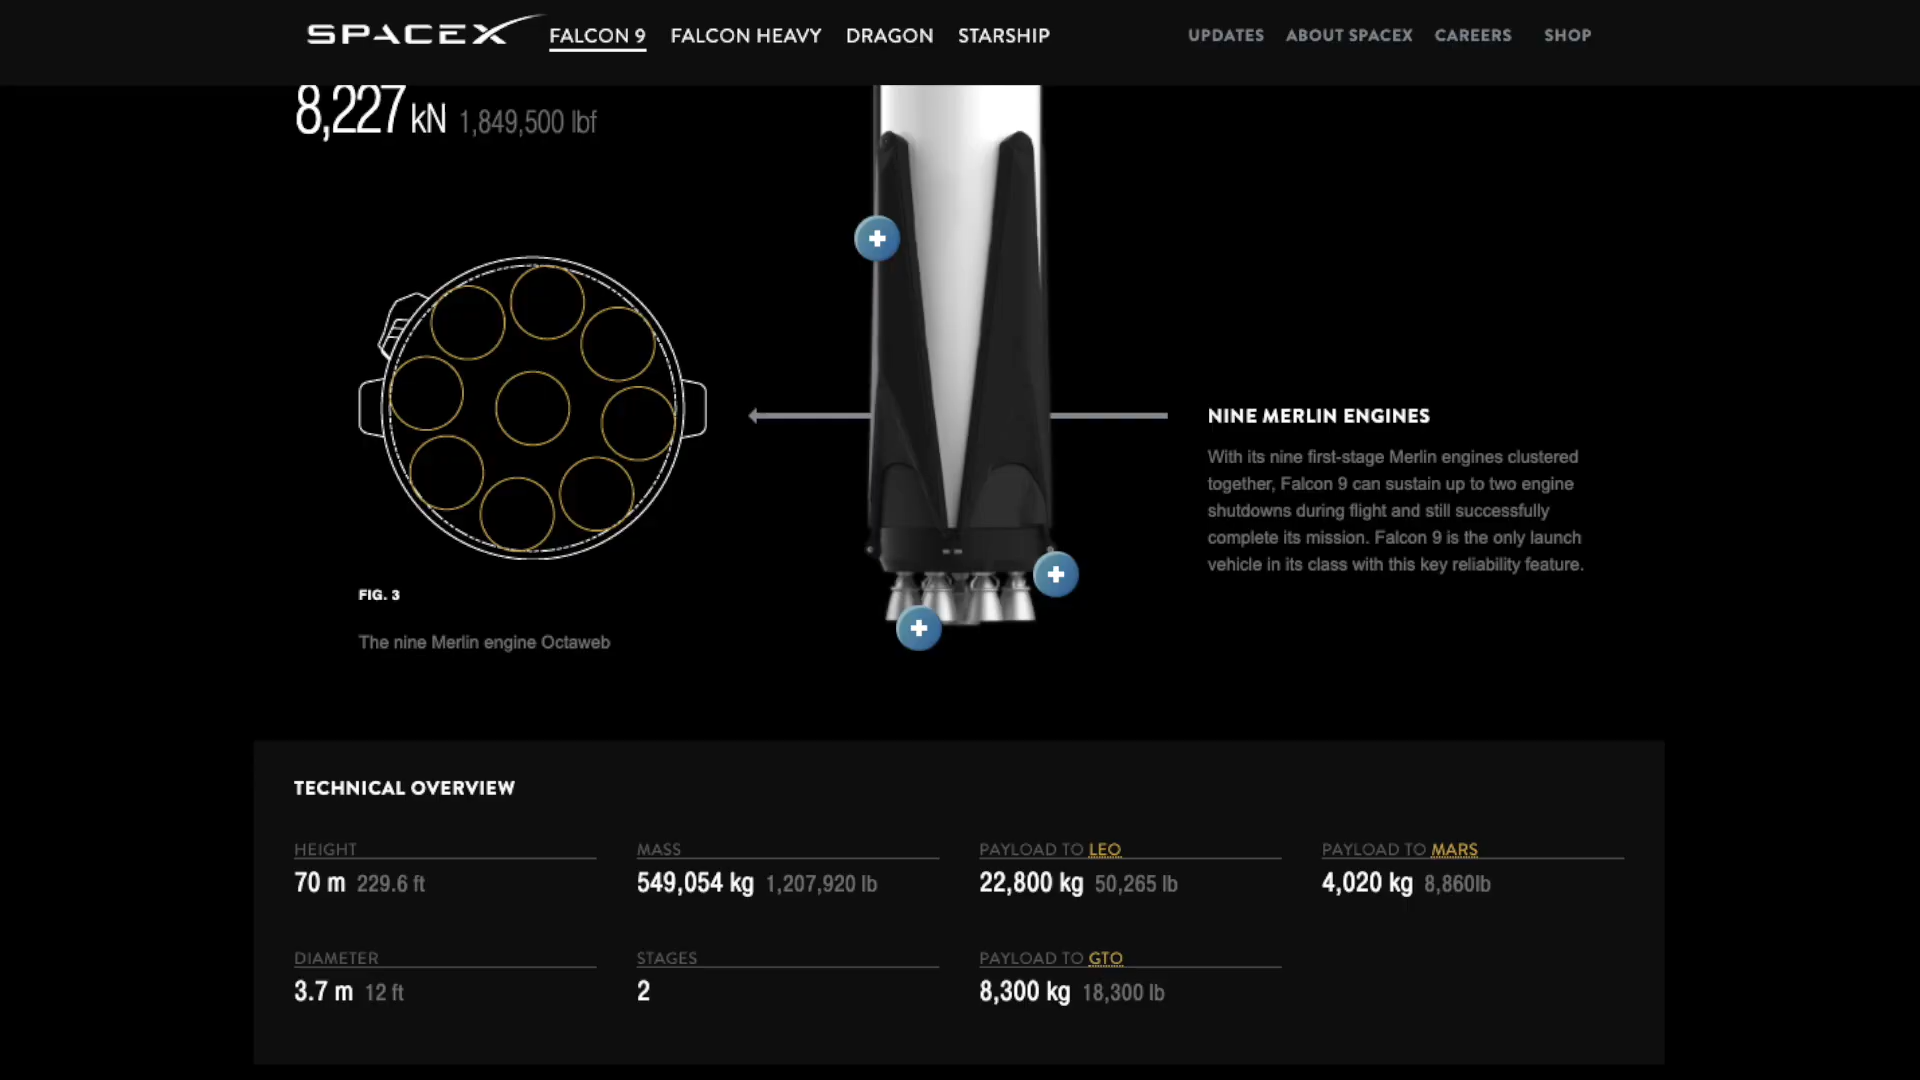 SPACEX FALCON 9 FALCON HEAVY DRAGON STARSHIP UPDATES ABOUT SPACEX CAREERS SHOP
8,227 kN 1,849,500 lbf
NINE MERLIN ENGINES
With its nine first-stage Merlin engines clustered
together, Falcon 9 can sustain up to two engine
shutdowns during flight and still successfully
complete its mission. Falcon 9 is the only launch
vehicle in its class with this key reliability feature.
FIG. 3
The nine Merlin engine Octaweb
TECHNICAL OVERVIEW
HEIGHT
70 m 229.6 ft
MASS
549,054 kg 1,207,920 lb
PAYLOAD TO LEO
22,800 kg 50,265 lb
PAYLOAD TO MARS
4,020 kg 8,860lb
DIAMETER
3.7 m 12 ft
STAGES
2
PAYLOAD TO GTO
8,300 kg 18,300 lb